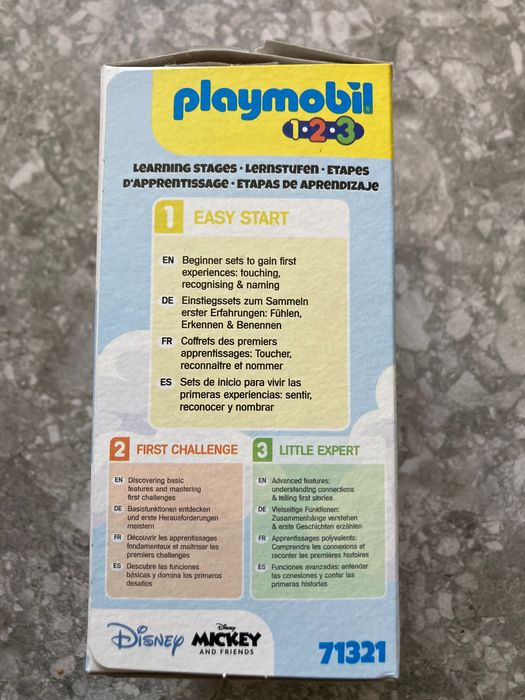 playmobil
1·2·3
LEARNING STAGES · LERNSTUFEN · ETAPES
D'APPRENTISSAGE · ETAPAS DE APRENDIZAJE
1 EASY START
EN Beginner sets to gain first
experiences: touching,
recognising & naming
DE Einstiegssets zum Sammeln
erster Erfahrungen: Fühlen,
Erkennen & Benennen
FR Coffrets des premiers
apprentissages: Toucher,
reconnaitre et nommer
ES Sets de inicio para vivir las
primeras experiencias: sentir,
reconocer y nombrar
2 FIRST CHALLENGE
EN Discovering basic
features and mastering
first challenges
DE Basisfunktionen entdecken
und erste Herausforderungen
meistern
FR Découvrir les apprentissages
fondamentaux et maîtriser les
premiers challenges
ES Descubre las funciones
básicas y domina los primeros
desafíos
3 LITTLE EXPERT
EN Advanced features:
understanding connections
& telling first stories
DE Vielseitige Funktionen:
Zusammenhänge verstehen
& erste Geschichten erzählen
FR Apprentissages polyvalents:
Comprendre les connexions et
raconter les premières histoires
ES Funciones avanzadas: entender
las conexiones y contar las
primeras historias
Disney
Disney
MICKEY
AND FRIENDS
71321